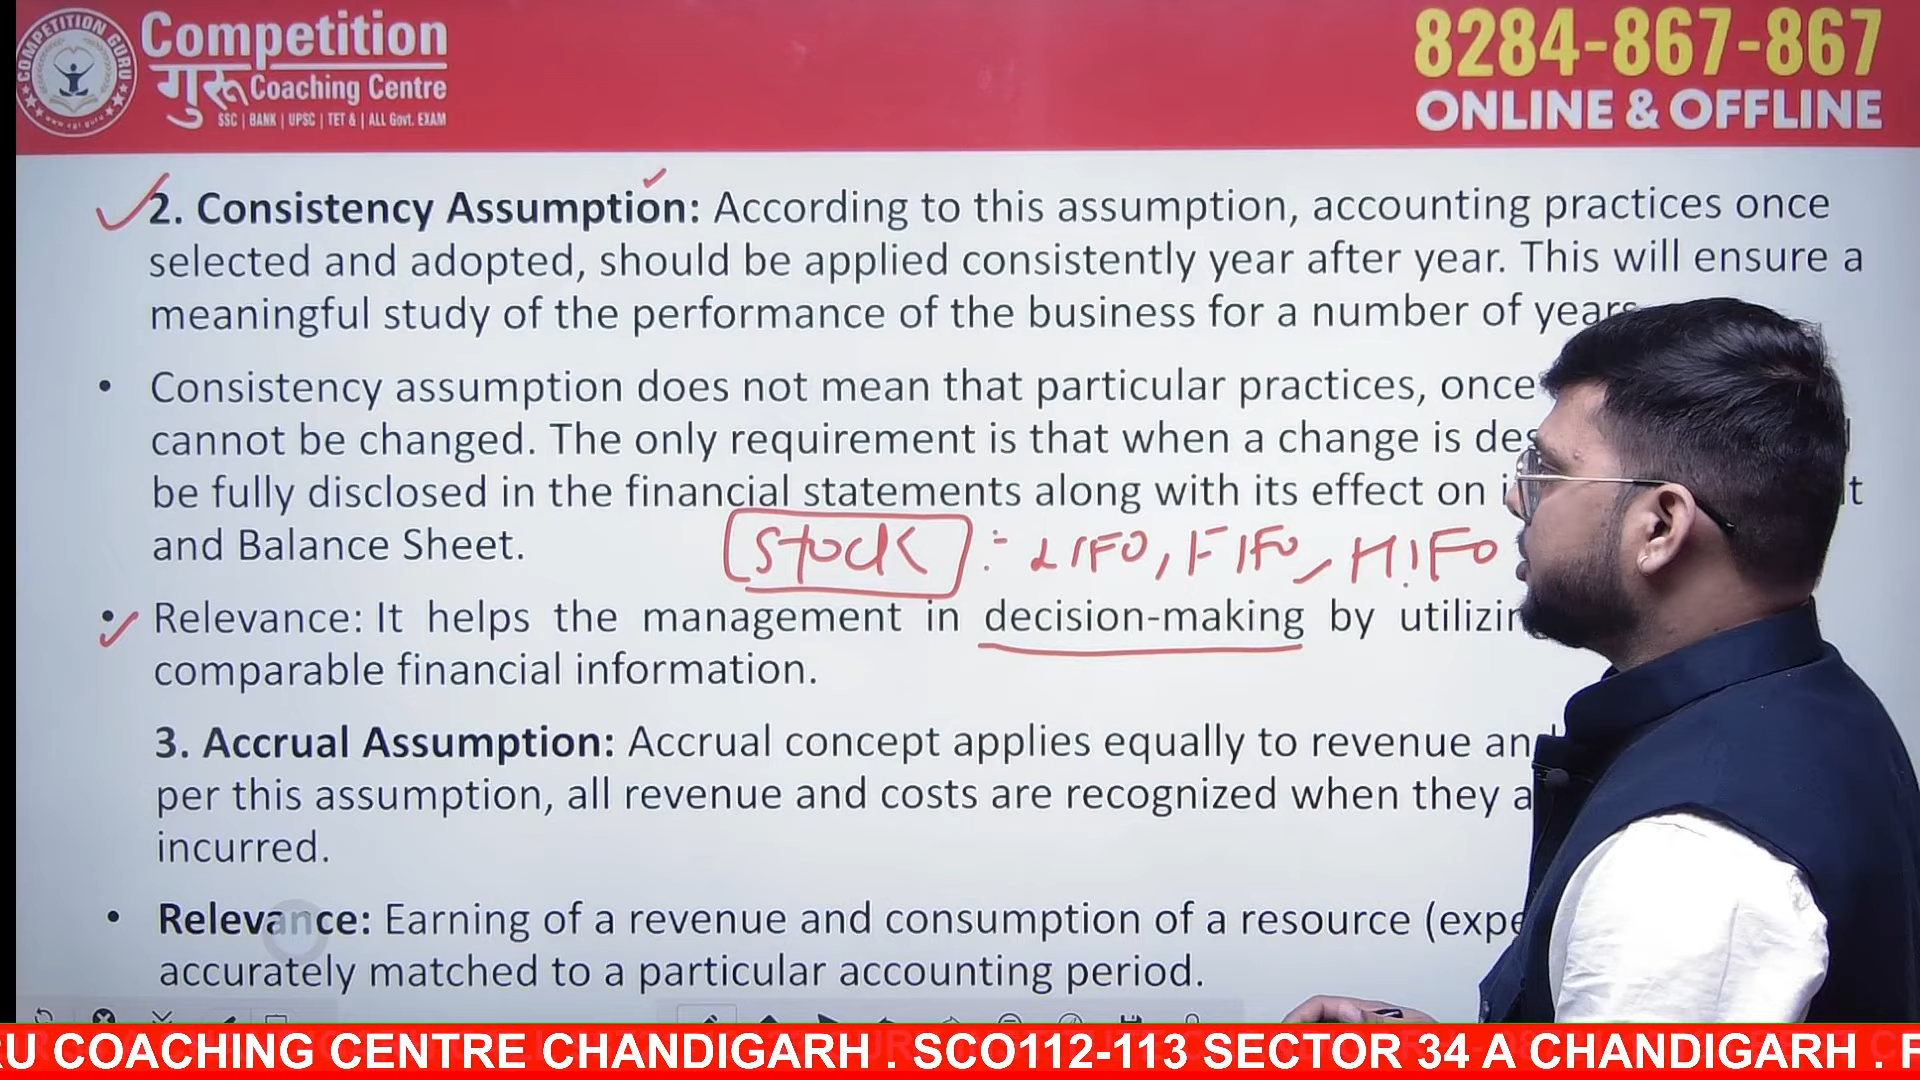 COMPETITION GURU
www.cgi.guru
Competition
गुरू Coaching Centre
SSC | BANK | UPSC | TET & | ALL Govt. EXAM
8284-867-867
ONLINE & OFFLINE
2. Consistency Assumption: According to this assumption, accounting practices once
selected and adopted, should be applied consistently year after year. This will ensure a
meaningful study of the performance of the business for a number of years
• Consistency assumption does not mean that particular practices, once
cannot be changed. The only requirement is that when a change is
be fully disclosed in the financial statements along with its effect on
and Balance Sheet.
Stock :- LIFO, FIFO, HIFO
• Relevance: It helps the management in decision-making by
comparable financial information.
3. Accrual Assumption: Accrual concept applies equally to revenue
per this assumption, all revenue and costs are recognized when they
incurred.
• Relevance: Earning of a revenue and consumption of a resource
accurately matched to a particular accounting period.
RU COACHING CENTRE CHANDIGARH . SCO112-113 SECTOR 34 A CHANDIGARH .